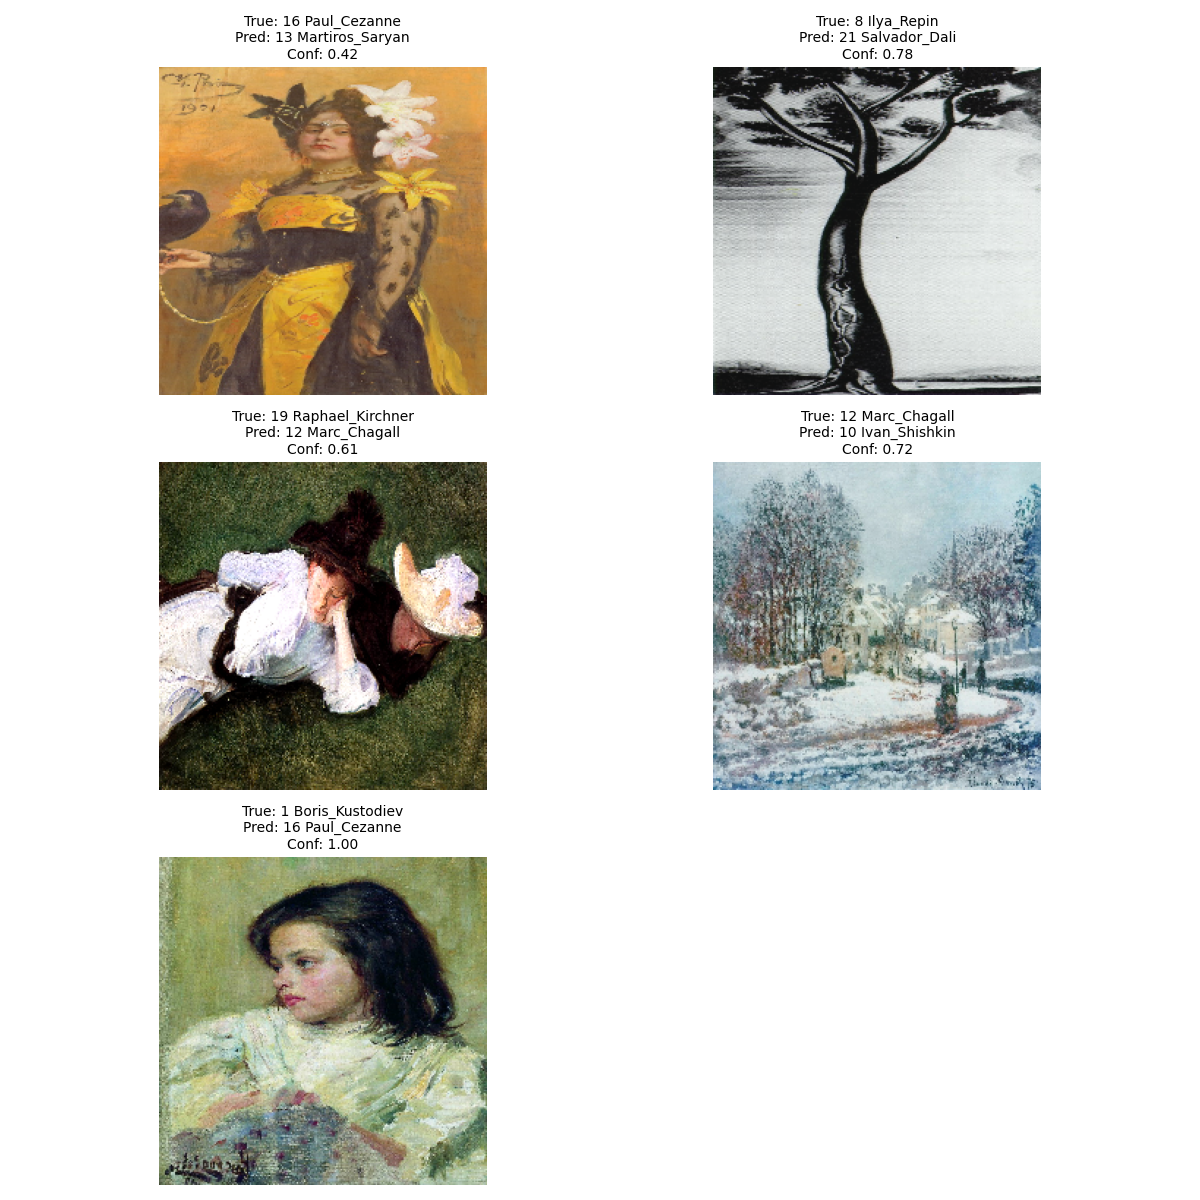 True: 16 Paul_Cezanne
Pred: 13 Martiros_Saryan
Conf: 0.42
True: 8 Ilya_Repin
Pred: 21 Salvador_Dali
Conf: 0.78
1901
True: 19 Raphael_Kirchner
Pred: 12 Marc_Chagall
Conf: 0.61
True: 12 Marc_Chagall
Pred: 10 Ivan_Shishkin
Conf: 0.72
True: 1 Boris_Kustodiev
Pred: 16 Paul_Cezanne
Conf: 1.00